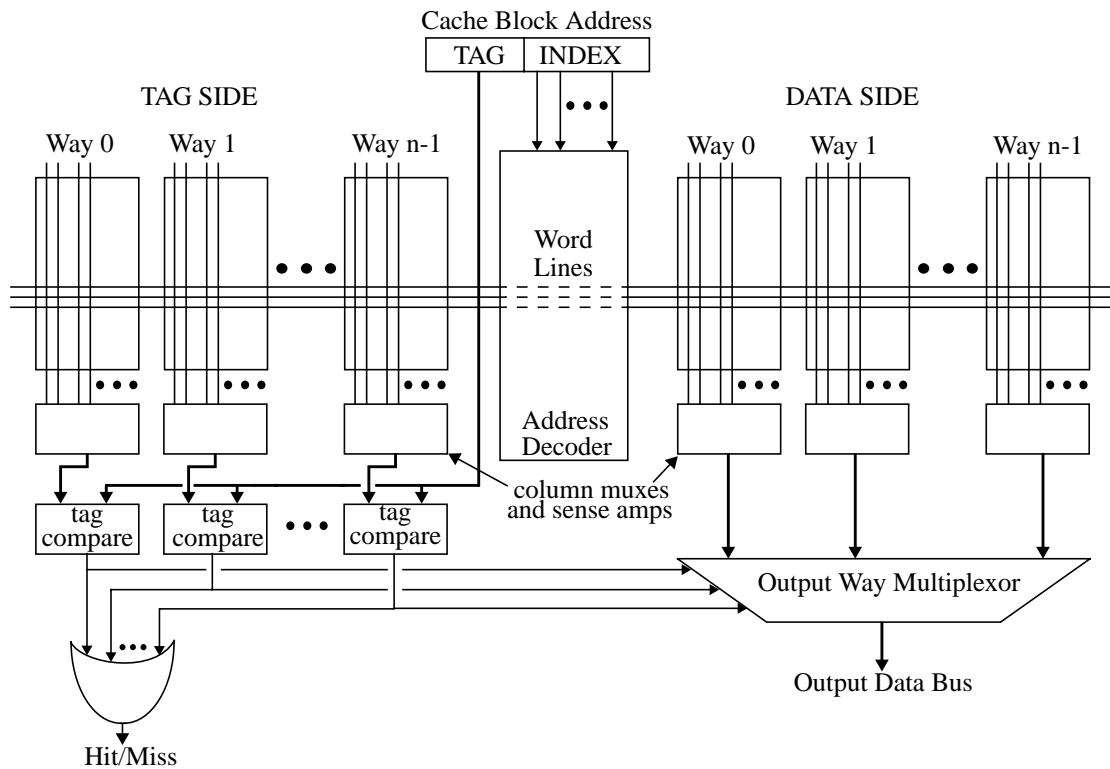 Cache Block Address
TAG INDEX
TAG SIDE
DATA SIDE
Way 0 Way 1 Way n-1
Way 0 Way 1 Way n-1
Word
Lines
Address
Decoder
column muxes
and sense amps
tag
compare
tag
compare
tag
compare
Output Way Multiplexor
Output Data Bus
Hit/Miss